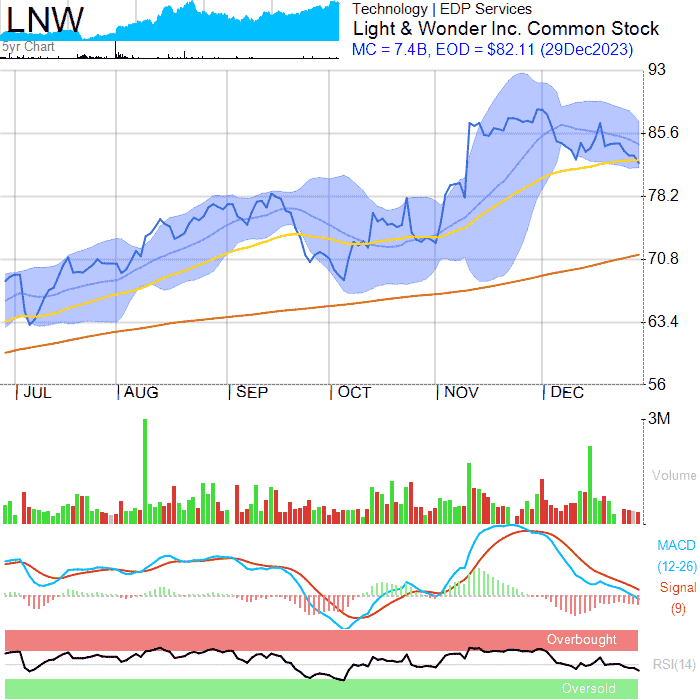 LNW
5yr Chart
Technology | EDP Services
Light & Wonder Inc. Common Stock
MC = 7.4B, EOD = $82.11 (29Dec2023)
93
85.6
78.2
70.8
63.4
56
JUL AUG SEP OCT NOV DEC
3M
Volume
MACD
(12-26)
Signal
(9)
Overbought
RSI(14)
Oversold